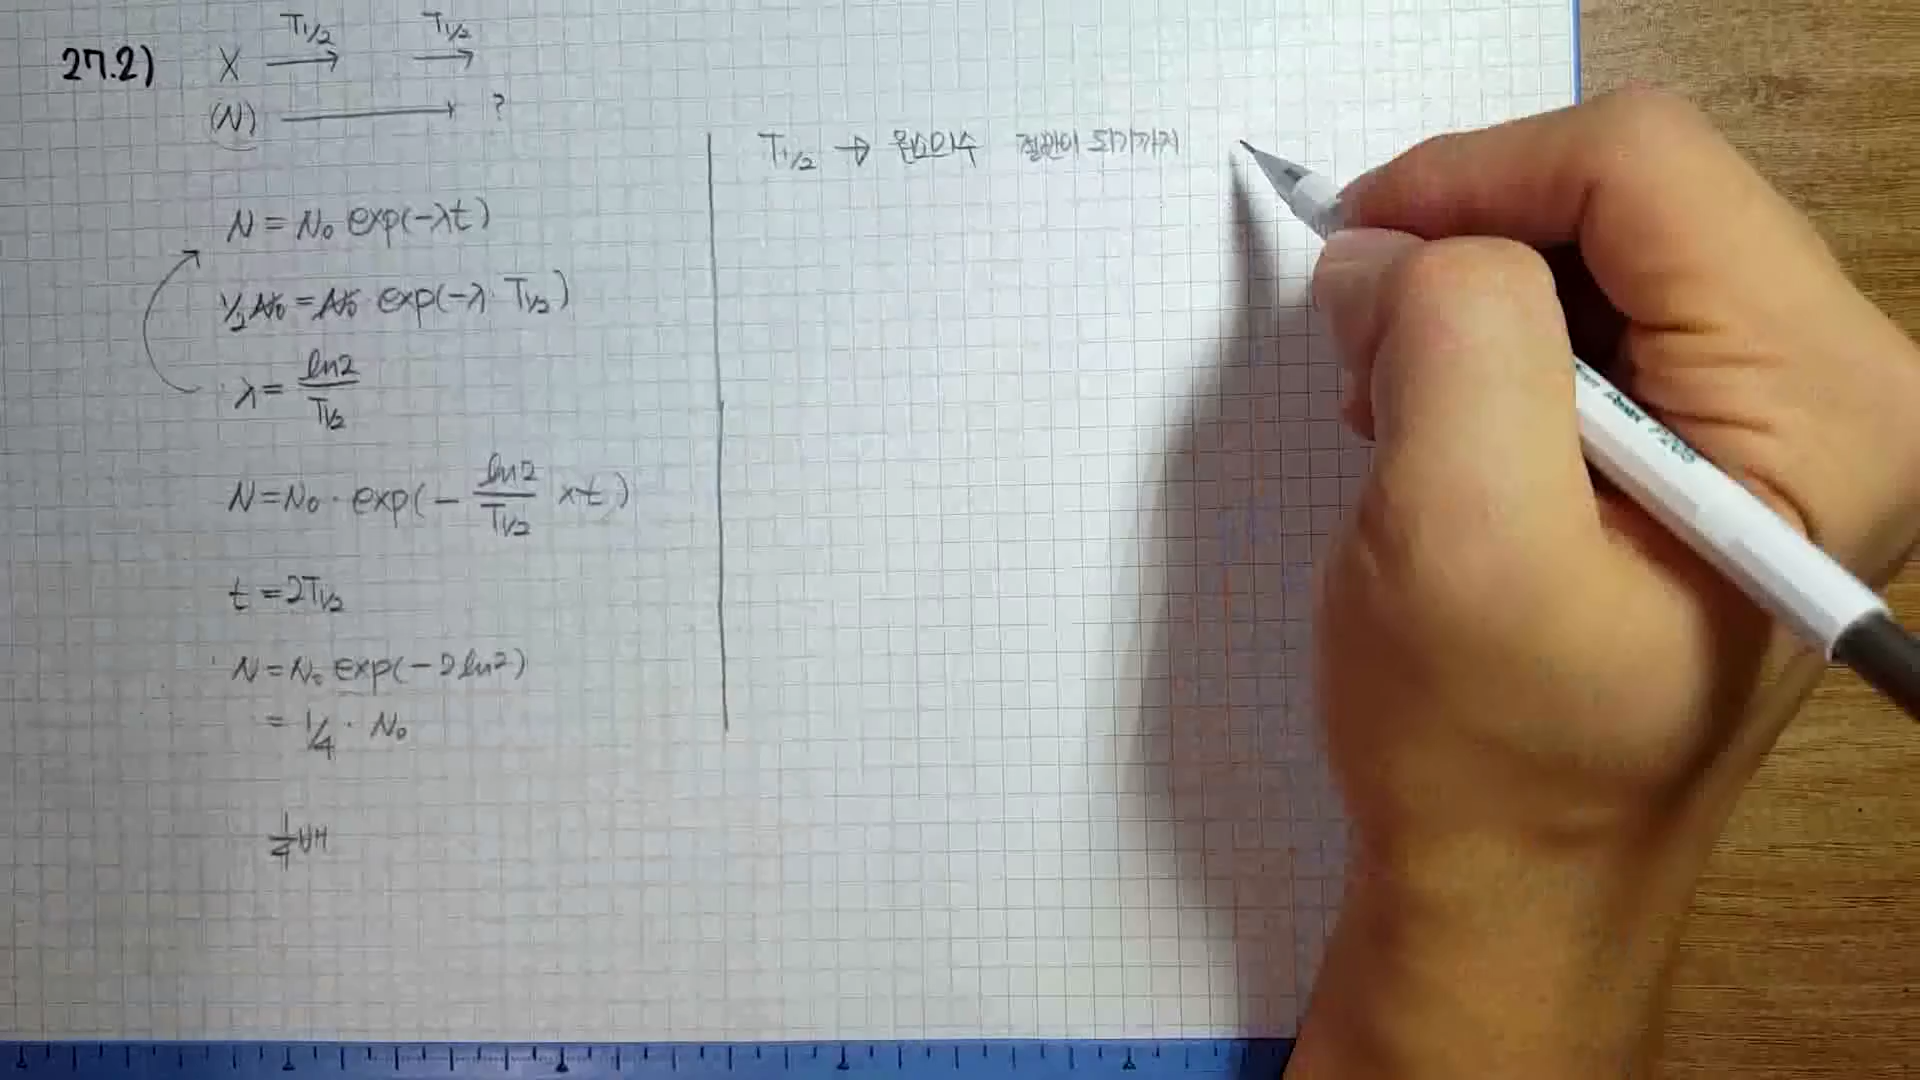 27.2) X →(T1/2) →(T1/2)
(N) → ?
N = N₀ exp(-λt)
1/2 N₀ = N₀ exp(-λ · T1/2)
λ = ln2 / T1/2
N = N₀ · exp(- ln2 / T1/2 × t)
t = 2T1/2
N = N₀ exp(-2ln2)
= 1/4 · N₀
1/4배
T1/2 → 원소의수 절반이 되기까지